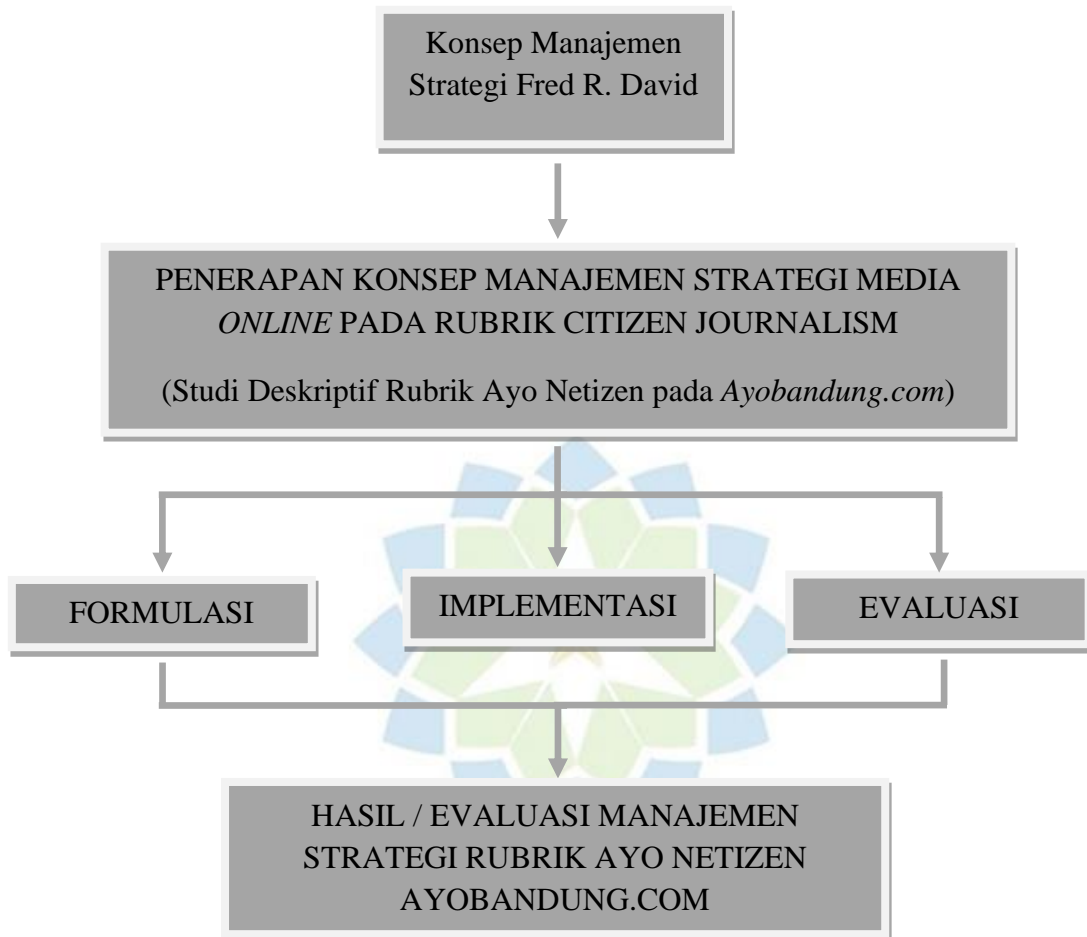 Konsep Manajemen
Strategi Fred R. David
PENERAPAN KONSEP MANAJEMEN STRATEGI MEDIA
ONLINE PADA RUBRIK CITIZEN JOURNALISM
(Studi Deskriptif Rubrik Ayo Netizen pada Ayobandung.com)
FORMULASI
IMPLEMENTASI
EVALUASI
HASIL / EVALUASI MANAJEMEN
STRATEGI RUBRIK AYO NETIZEN
AYOBANDUNG.COM